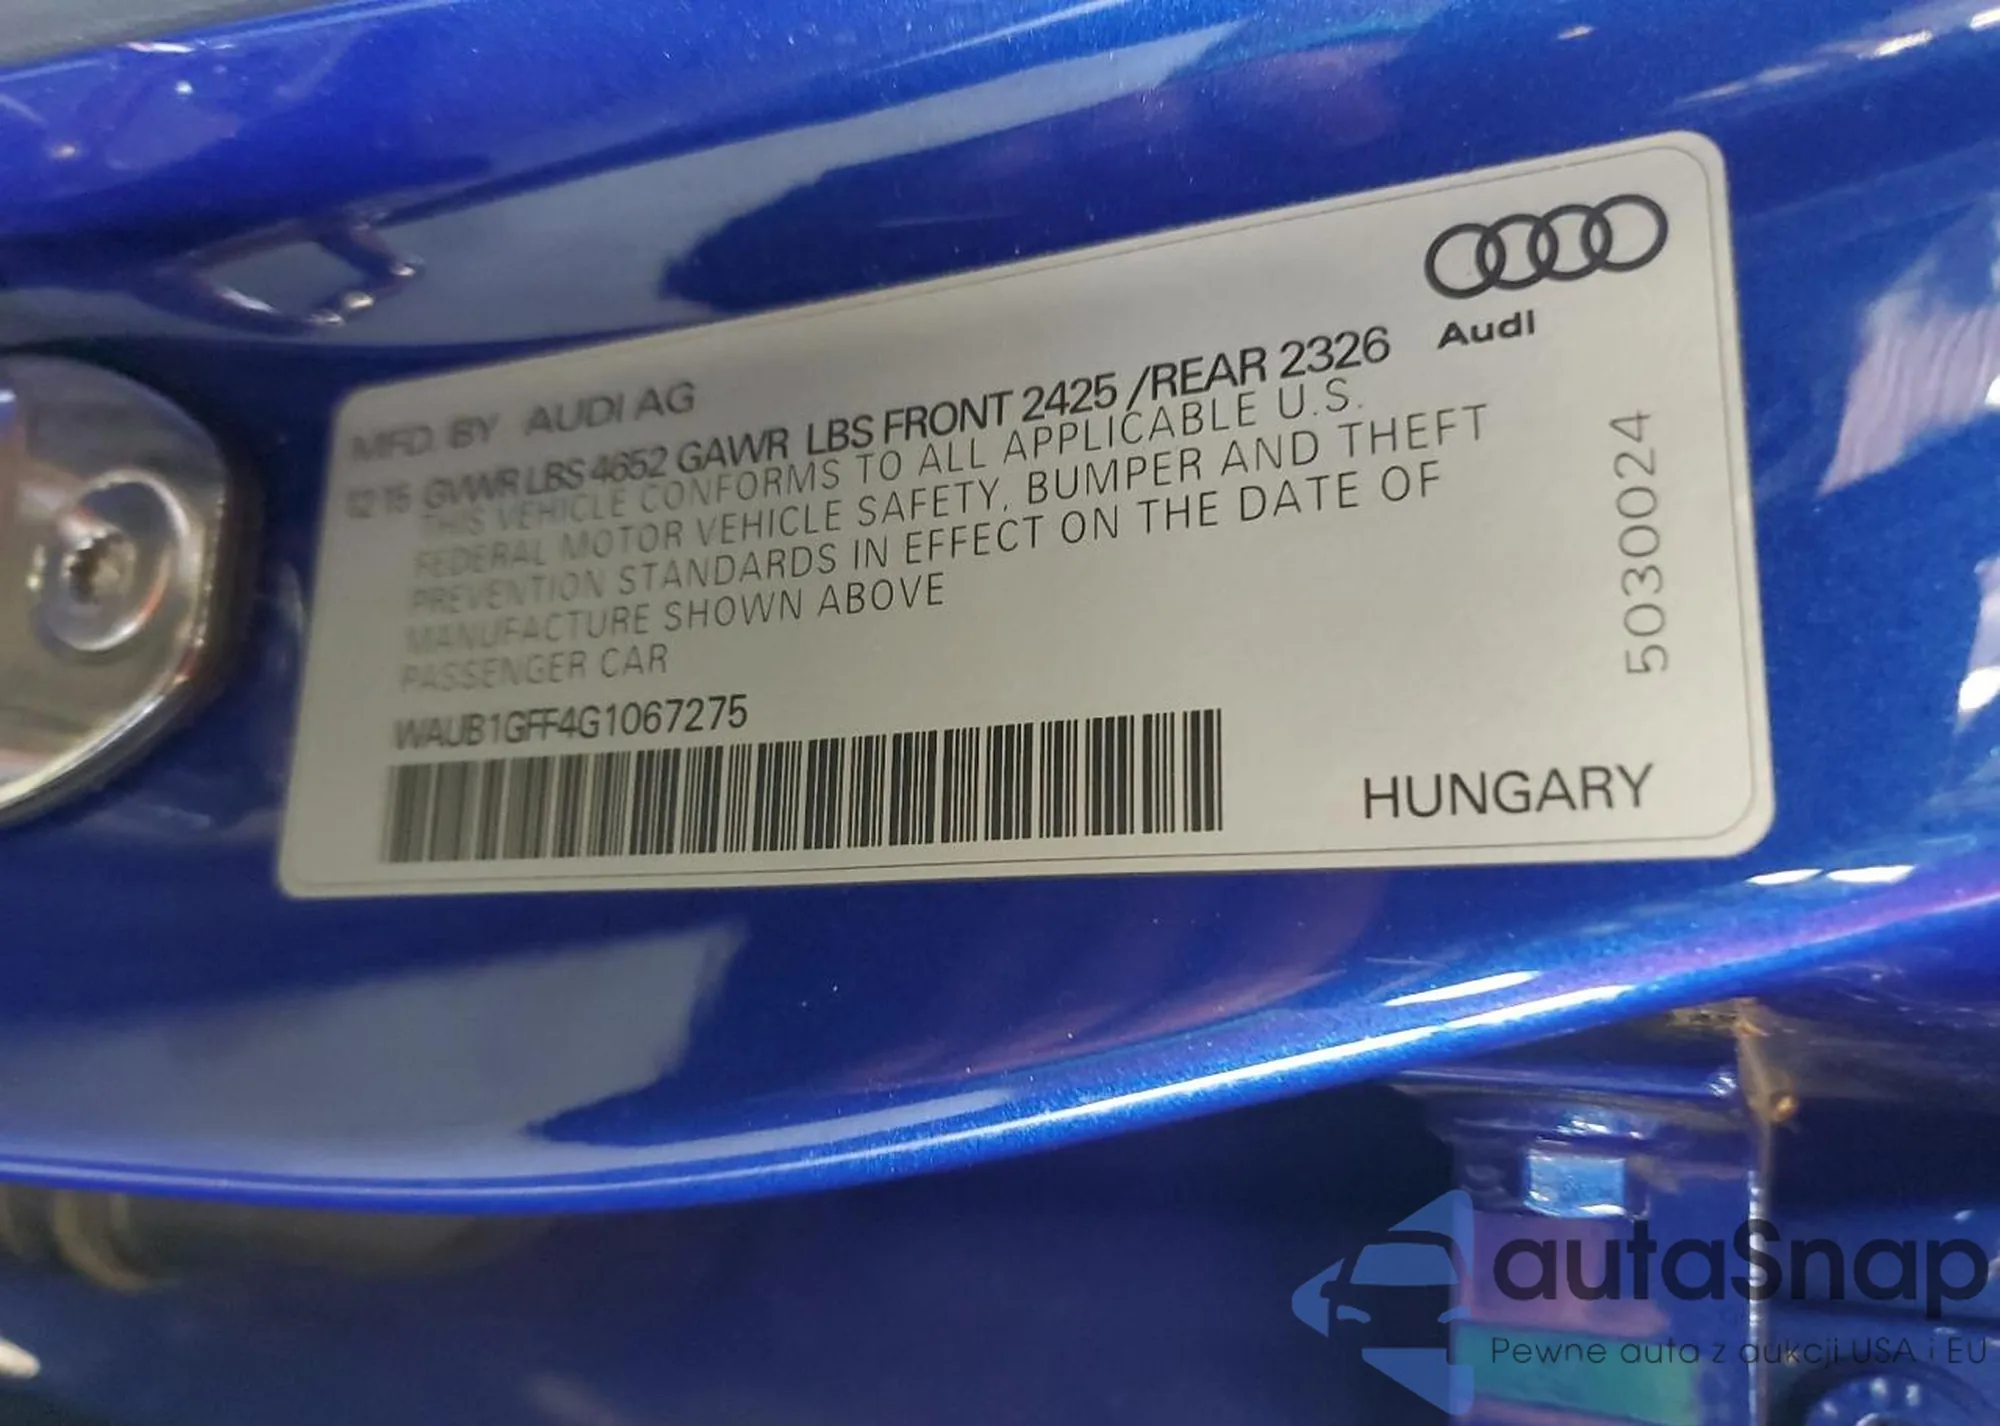 Audi
MFD. BY AUDI AG
12 15 GVWR LBS 4652 GAWR LBS FRONT 2425 /REAR 2326
THIS VEHICLE CONFORMS TO ALL APPLICABLE U.S.
FEDERAL MOTOR VEHICLE SAFETY, BUMPER AND THEFT
PREVENTION STANDARDS IN EFFECT ON THE DATE OF
MANUFACTURE SHOWN ABOVE
PASSENGER CAR
WAUB1GFF4G1067275
HUNGARY
5030024
autaSnap
Pewne auta z aukcji USA i EU